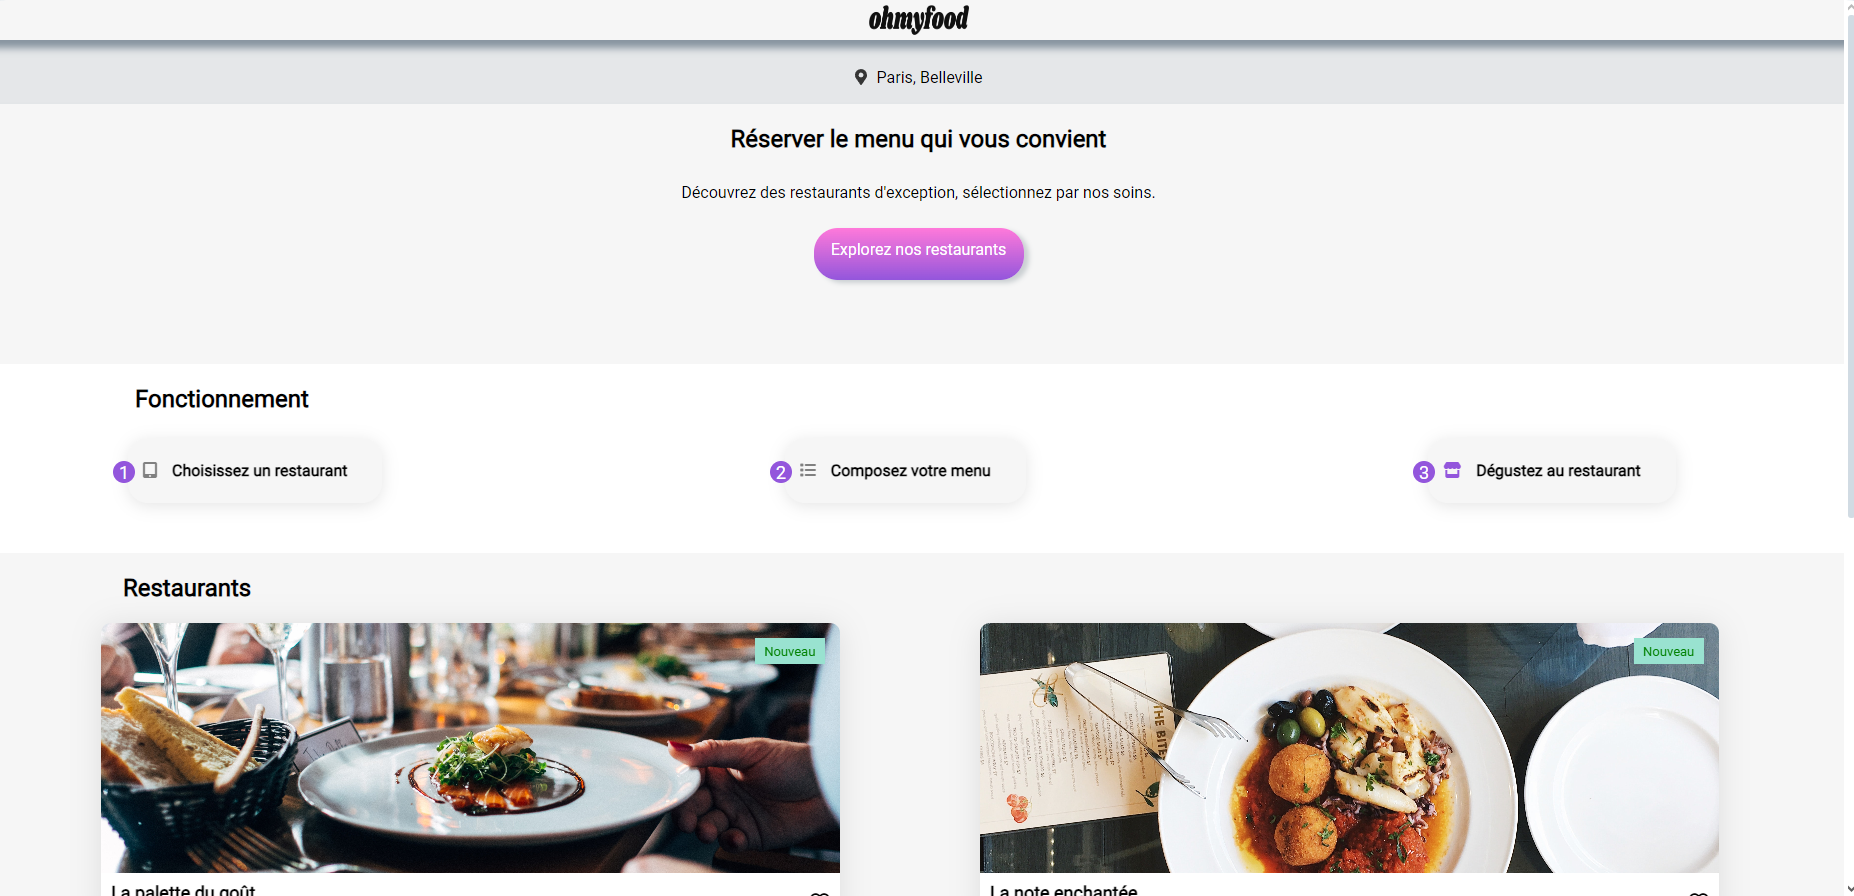 ohmyfood
Paris, Belleville
Réserver le menu qui vous convient
Découvrez des restaurants d'exception, sélectionnez par nos soins.
Explorez nos restaurants
Fonctionnement
1 Choisissez un restaurant
2 Composez votre menu
3 Dégustez au restaurant
Restaurants
Nouveau
Nouveau
THE BITE
La palette du goût
La note enchantée